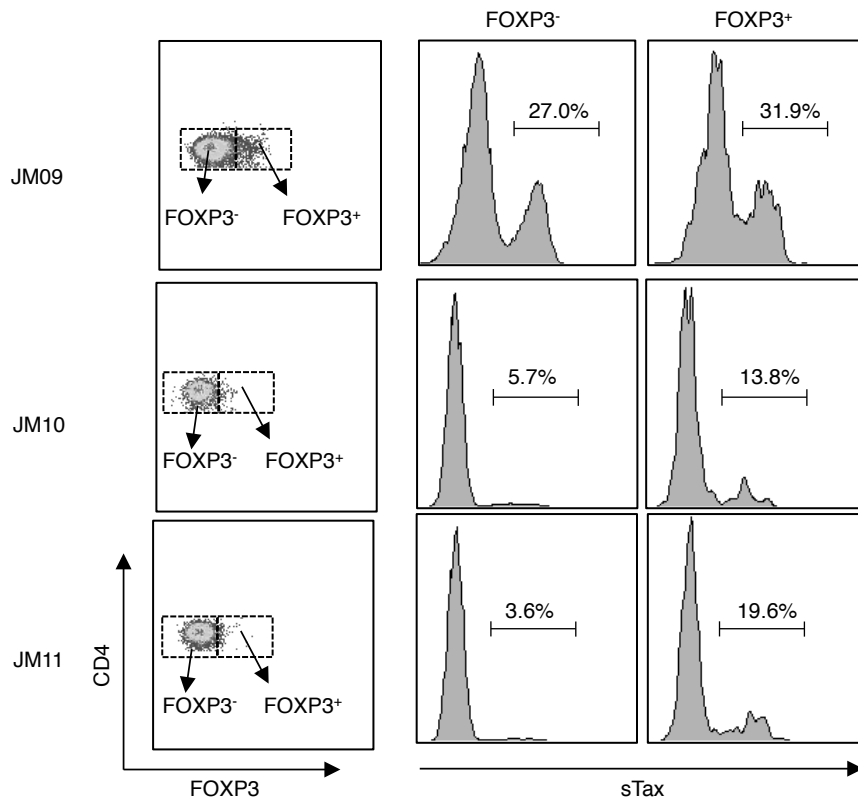 FOXP3⁻ FOXP3⁺
JM09
FOXP3⁻ FOXP3⁺
27.0%
31.9%
JM10
FOXP3⁻ FOXP3⁺
5.7%
13.8%
JM11
FOXP3⁻ FOXP3⁺
3.6%
19.6%
CD4
FOXP3
sTax